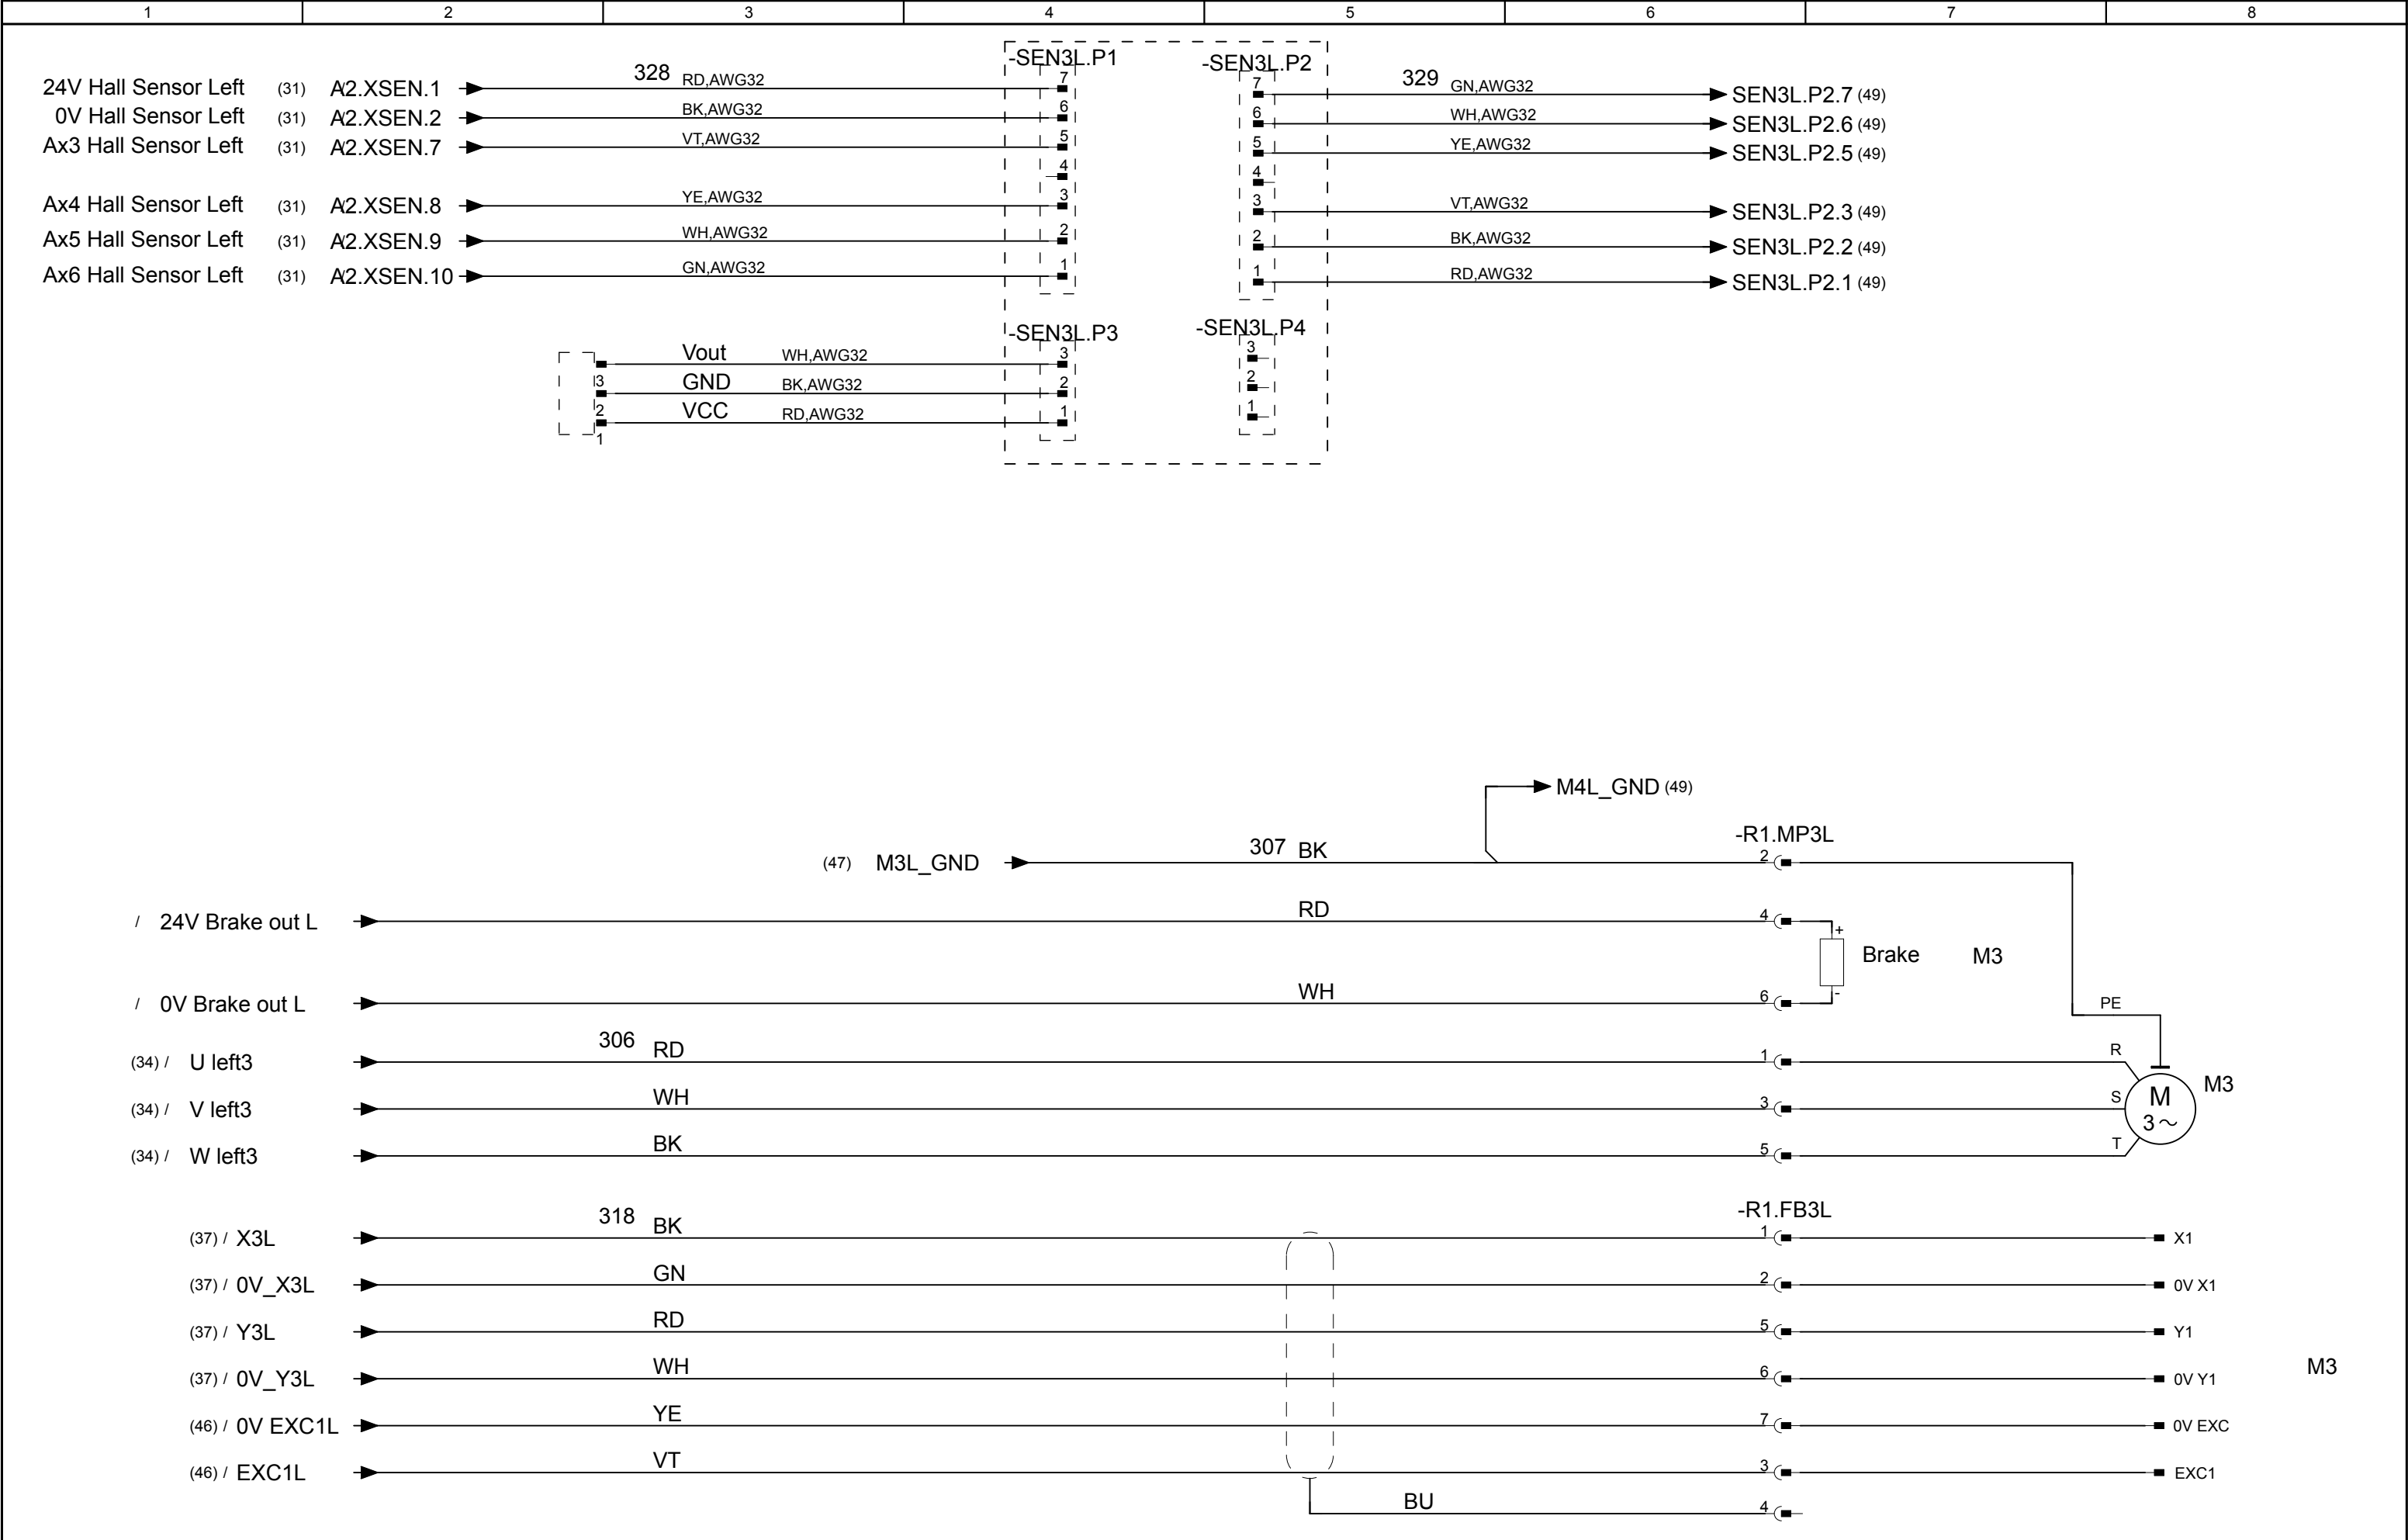 1 2 3 4 5 6 7 8
-SEN3L.P1 -SEN3L.P2
24V Hall Sensor Left (31) A2.XSEN.1 328 RD,AWG32 7 7 329 GN,AWG32 SEN3L.P2.7 (49)
0V Hall Sensor Left (31) A2.XSEN.2 BK,AWG32 6 6 WH,AWG32 SEN3L.P2.6 (49)
Ax3 Hall Sensor Left (31) A2.XSEN.7 VT,AWG32 5 5 YE,AWG32 SEN3L.P2.5 (49)
4 4
Ax4 Hall Sensor Left (31) A2.XSEN.8 YE,AWG32 3 3 VT,AWG32 SEN3L.P2.3 (49)
Ax5 Hall Sensor Left (31) A2.XSEN.9 WH,AWG32 2 2 BK,AWG32 SEN3L.P2.2 (49)
Ax6 Hall Sensor Left (31) A2.XSEN.10 GN,AWG32 1 1 RD,AWG32 SEN3L.P2.1 (49)
-SEN3L.P3 -SEN3L.P4
3 Vout WH,AWG32 3 3
2 GND BK,AWG32 2 2
1 VCC RD,AWG32 1 1
M4L_GND (49)
-R1.MP3L
(47) M3L_GND 307 BK 2
/ 24V Brake out L RD 4 +
Brake M3
/ 0V Brake out L WH 6 - PE
(34) / U left3 306 RD 1 R
M3
(34) / V left3 WH 3 S M
3~
(34) / W left3 BK 5 T
-R1.FB3L
(37) / X3L 318 BK 1 X1
(37) / 0V_X3L GN 2 0V X1
(37) / Y3L RD 5 Y1
(37) / 0V_Y3L WH 6 0V Y1 M3
(46) / 0V EXC1L YE 7 0V EXC
(46) / EXC1L VT 3 EXC1
BU 4